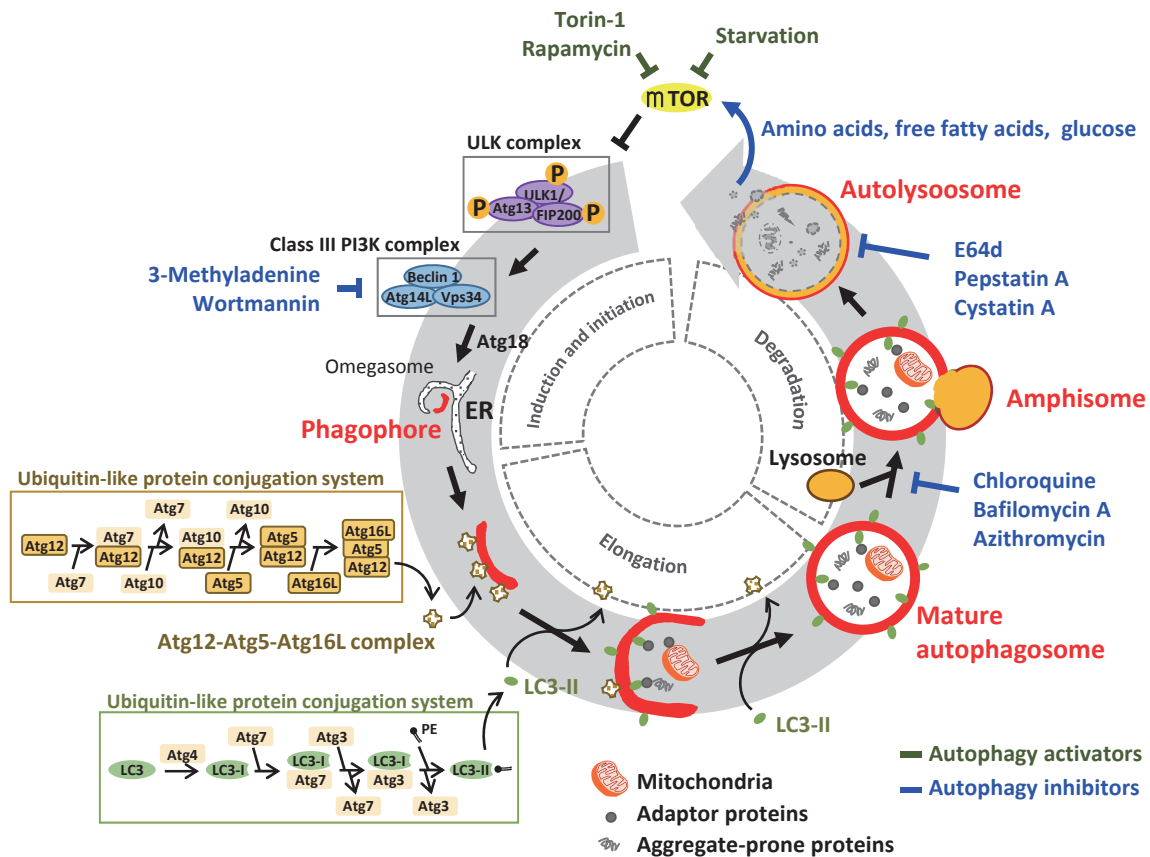 Torin-1
Rapamycin
Starvation
mTOR
Amino acids, free fatty acids, glucose
ULK complex
P
ULK1/
P
Atg13
FIP200
P
Autolysoosome
Class III PI3K complex
3-Methyladenine
Wortmannin
Beclin 1
Atg14L
Vps34
E64d
Pepstatin A
Cystatin A
Atg18
Omegasome
ER
Phagophore
Induction and initiation
Degradation
Elongation
Amphisome
Lysosome
Chloroquine
Bafilomycin A
Azithromycin
Ubiquitin-like protein conjugation system
Atg7
Atg10
Atg12
Atg7
Atg12
Atg10
Atg12
Atg5
Atg12
Atg16L
Atg5
Atg12
Atg7
Atg10
Atg5
Atg16L
Atg12-Atg5-Atg16L complex
Mature
autophagosome
LC3-II
LC3-II
Ubiquitin-like protein conjugation system
Atg7
Atg3
PE
Atg4
LC3
LC3-I
LC3-I
Atg7
LC3-I
Atg3
LC3-II
Atg7
Atg3
Mitochondria
Adaptor proteins
Aggregate-prone proteins
Autophagy activators
Autophagy inhibitors